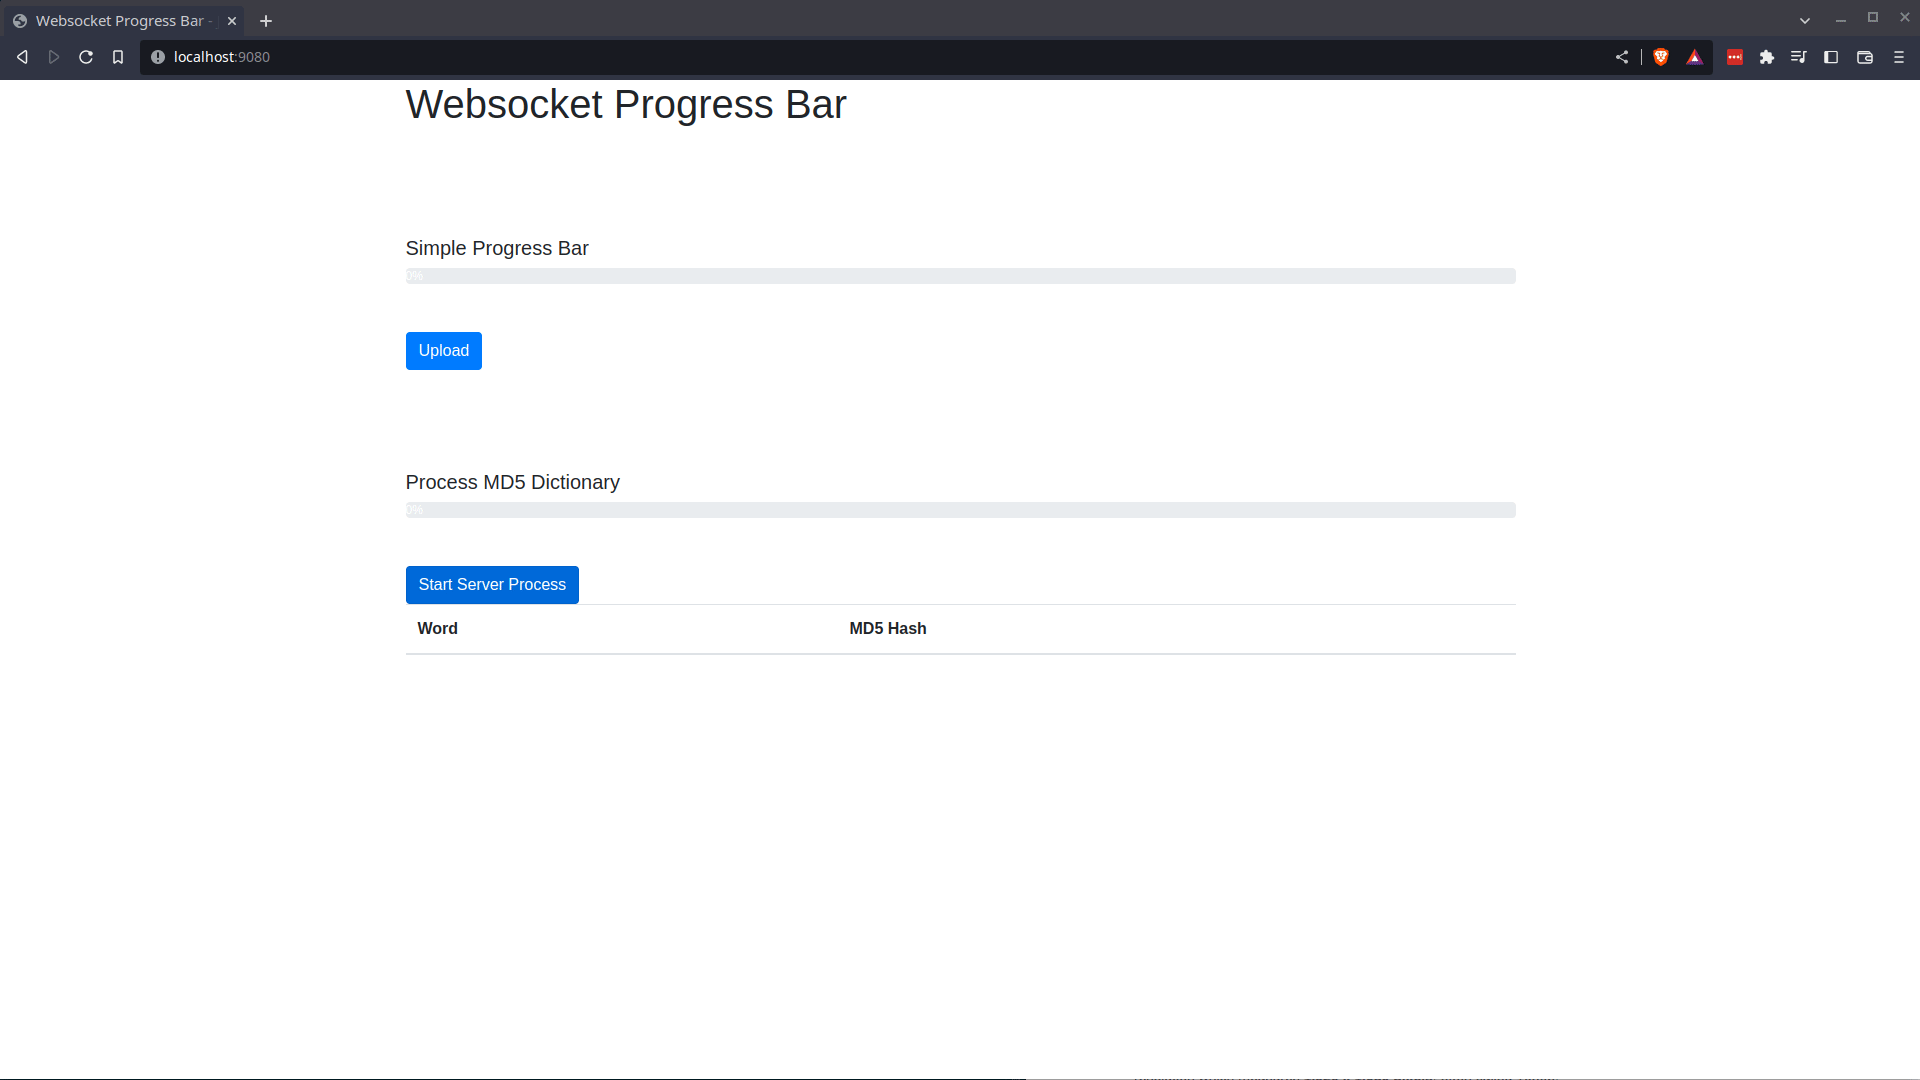 Websocket Progress Bar -
localhost:9080
Websocket Progress Bar
Simple Progress Bar
0%
Upload
Process MD5 Dictionary
0%
Start Server Process
Word MD5 Hash